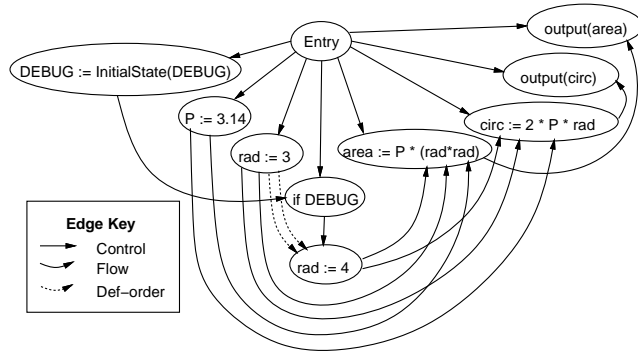 Entry
output(area)
DEBUG := InitialState(DEBUG)
output(circ)
P := 3.14
circ := 2 * P * rad
rad := 3
area := P * (rad*rad)
if DEBUG
rad := 4
Edge Key
Control
Flow
Def-order